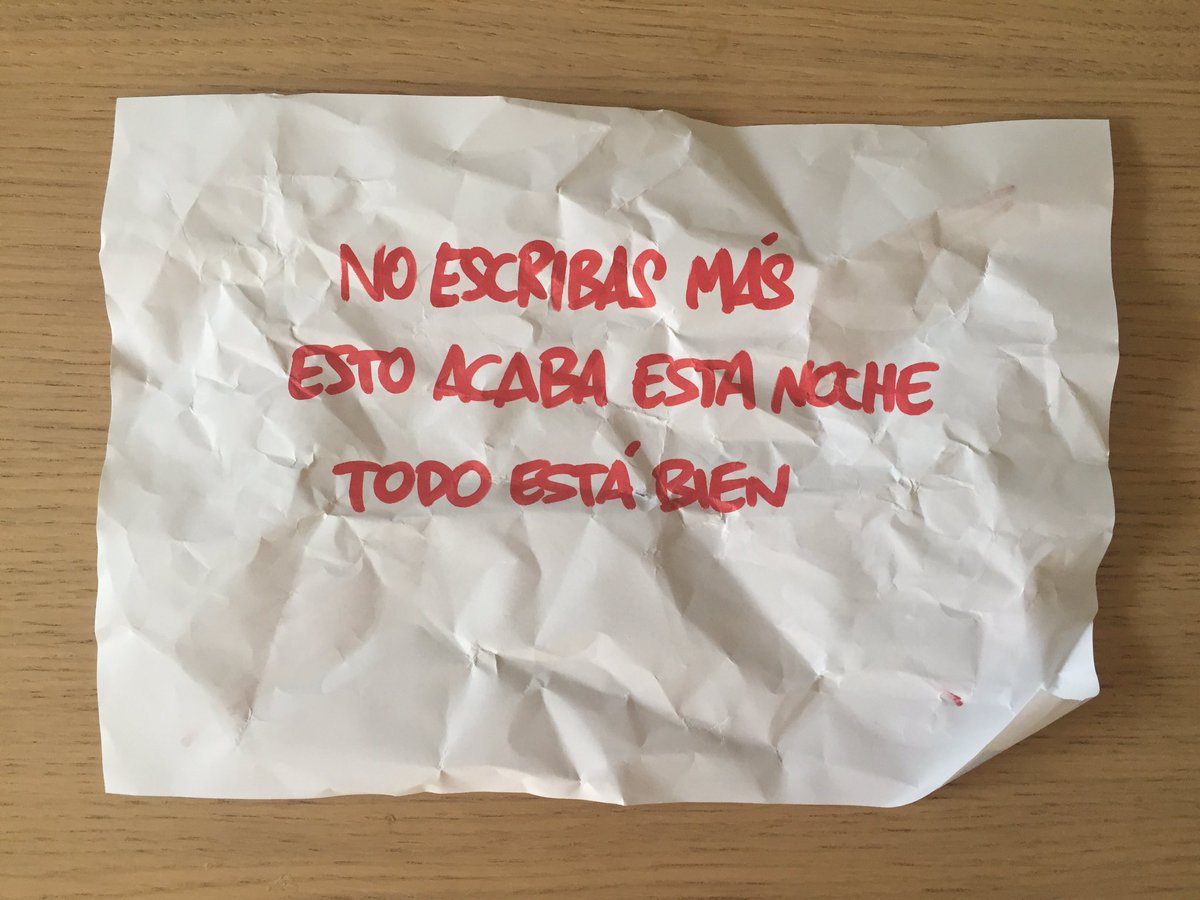 NO ESCRIBAS MÁS
ESTO ACABA ESTA NOCHE
TODO ESTÁ BIEN